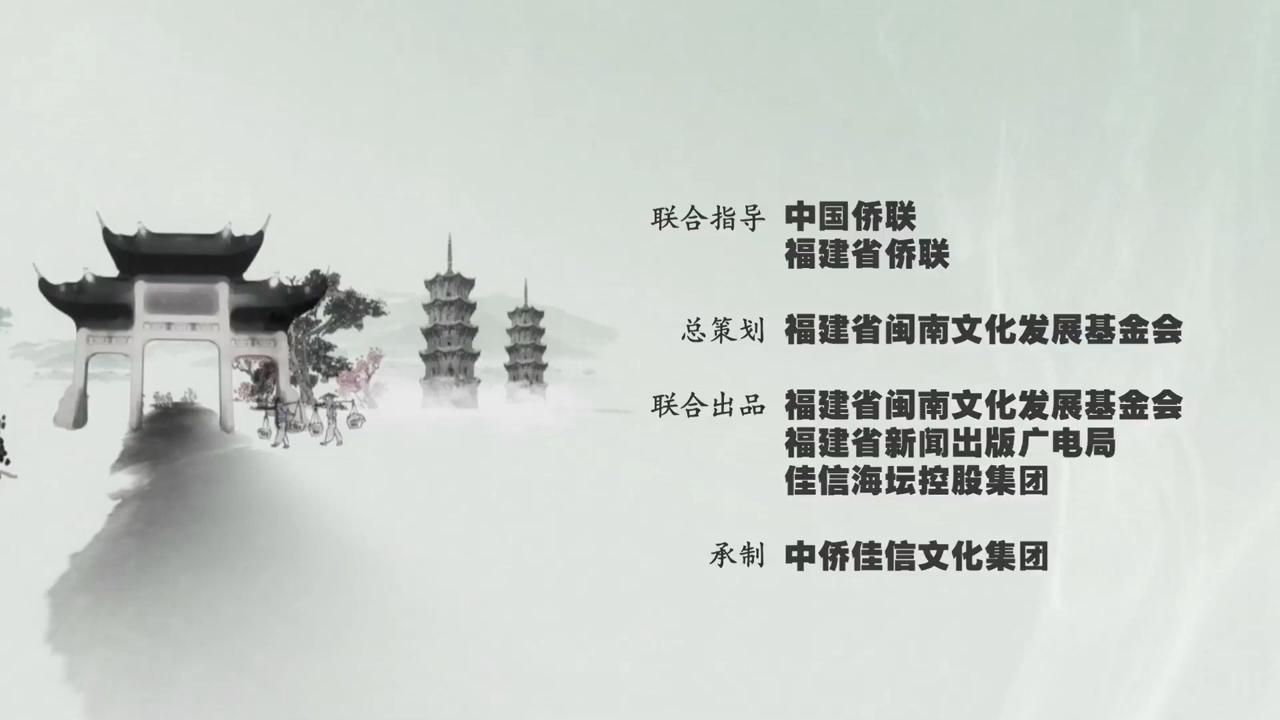 联合指导 中国侨联
福建省侨联
总策划 福建省闽南文化发展基金会
联合出品 福建省闽南文化发展基金会
福建省新闻出版广电局
佳信海坛控股集团
承制 中侨佳信文化集团